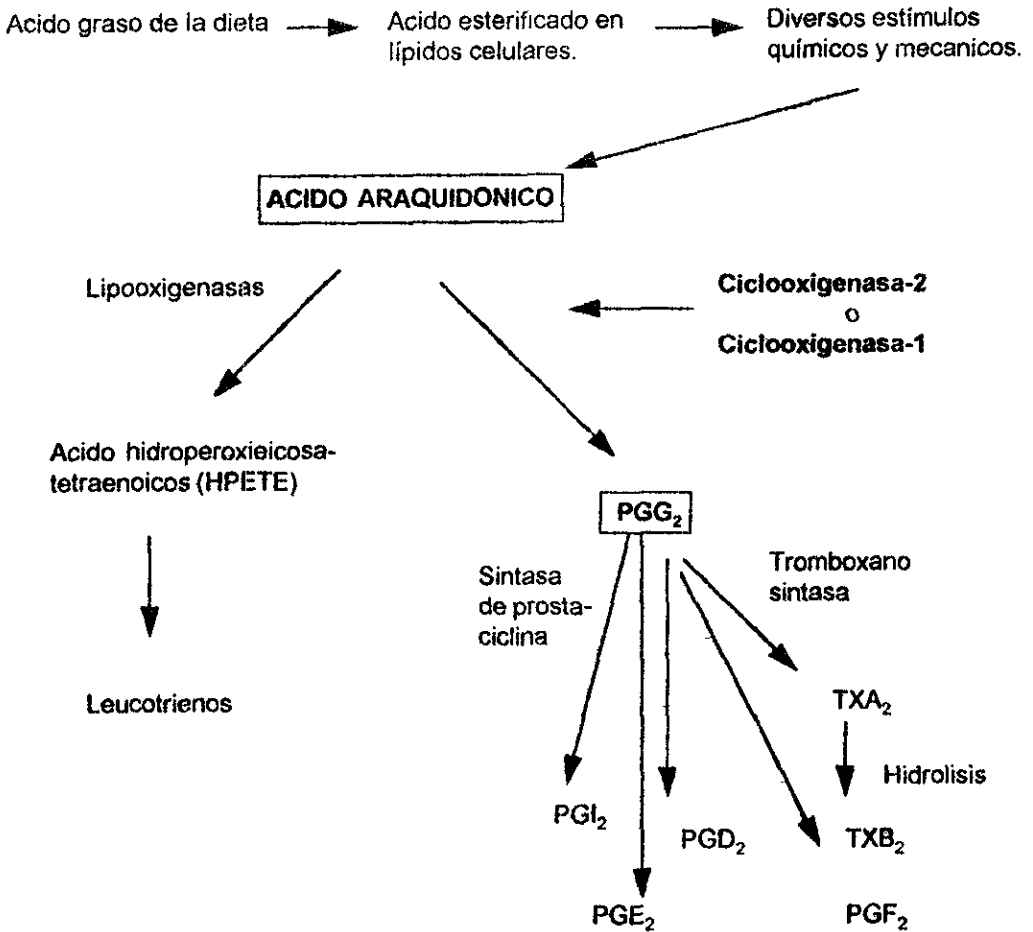 Acido graso de la dieta
Acido esterificado en
lípidos celulares.
Diversos estímulos
químicos y mecanicos.
ACIDO ARAQUIDONICO
Lipooxigenasas
Ciclooxigenasa-2
o
Ciclooxigenasa-1
Acido hidroperoxieicosa-
tetraenoicos (HPETE)
Leucotrienos
PGG₂
Sintasa
de prosta-
ciclina
Tromboxano
sintasa
TXA₂
Hidrolisis
PGI₂
PGD₂
TXB₂
PGE₂
PGF₂